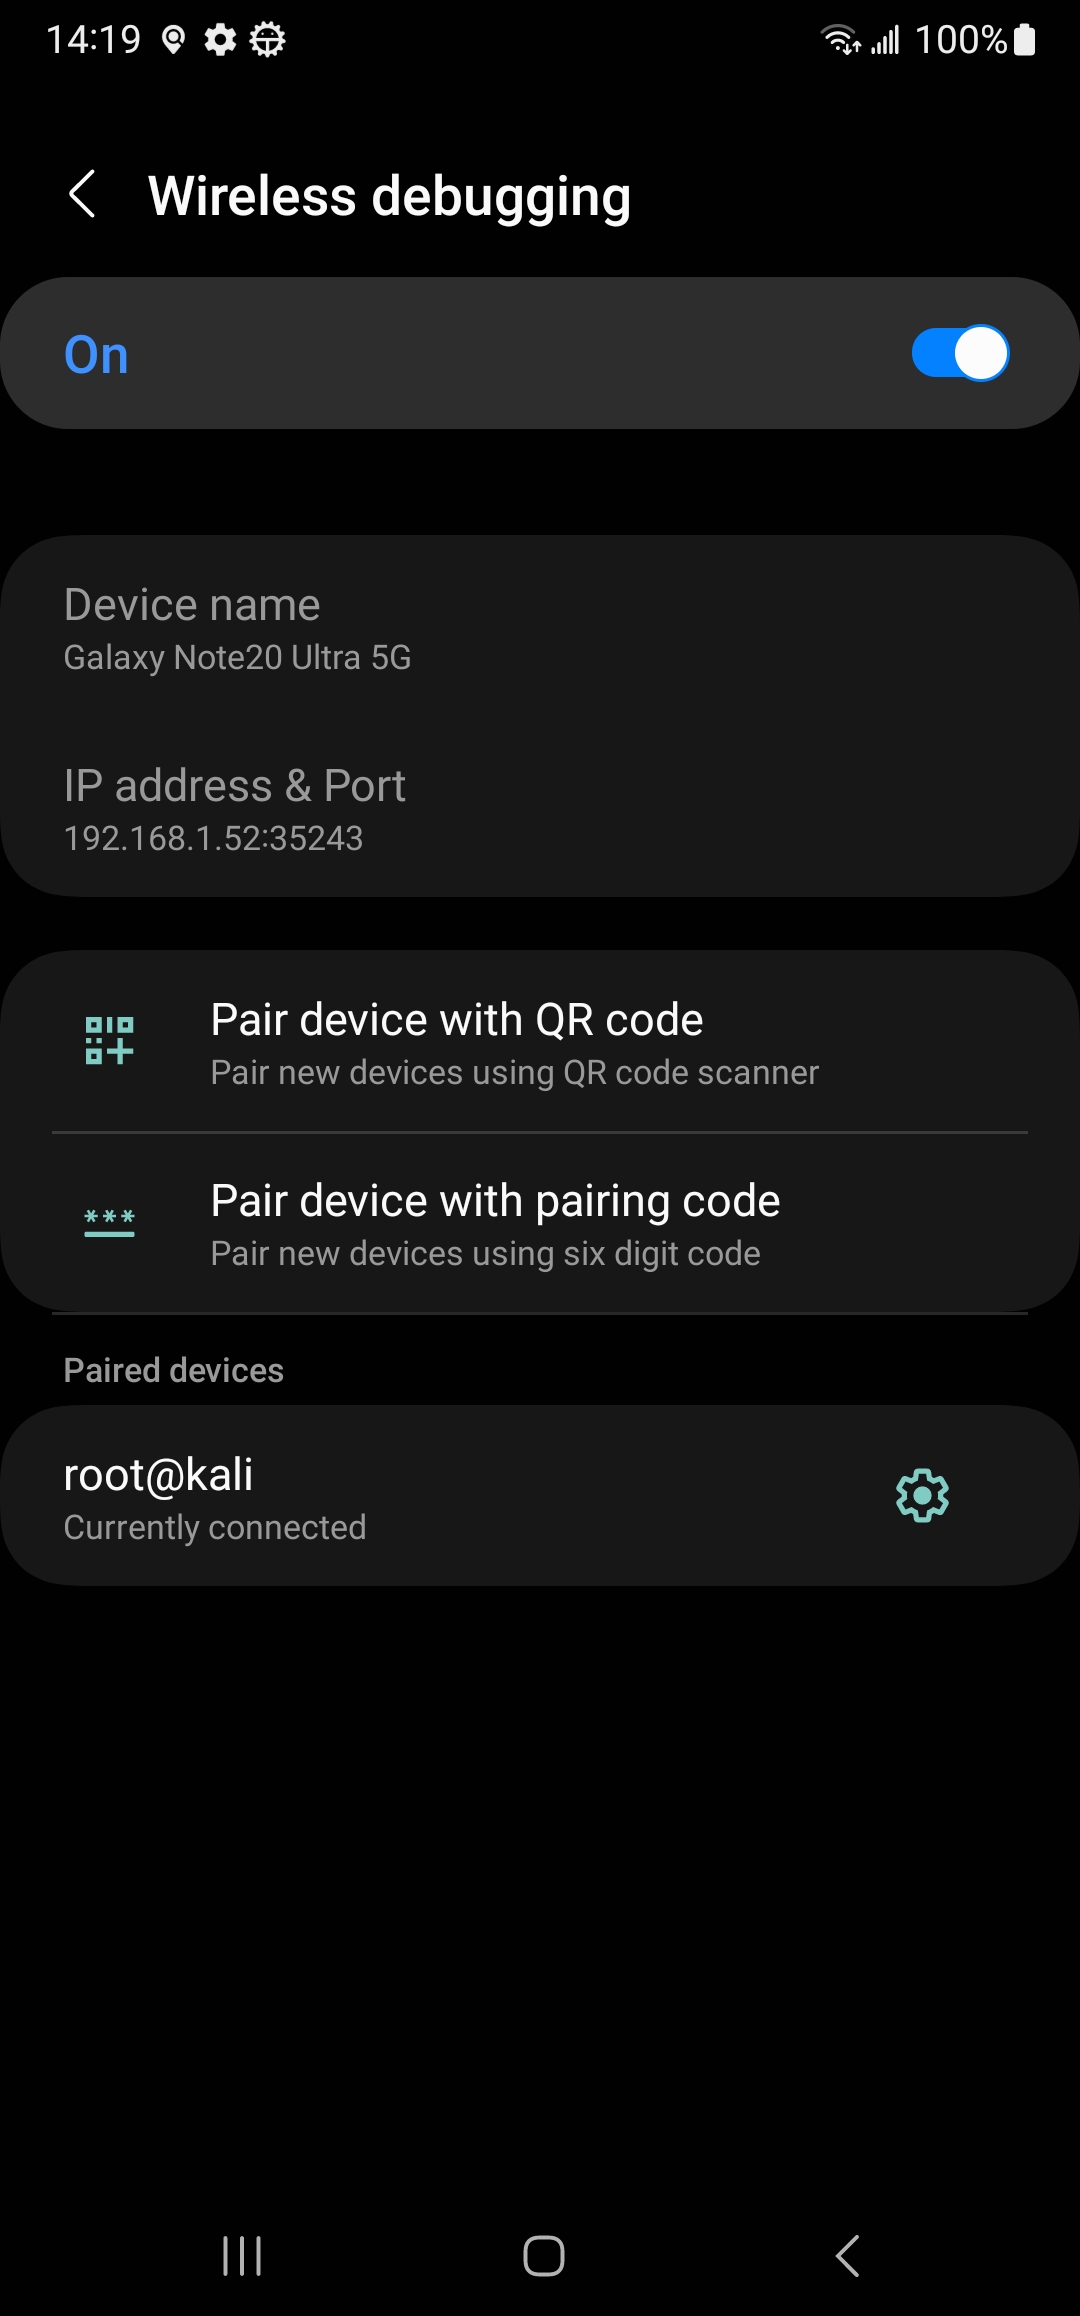 14:19 100%
Wireless debugging
On
Device name
Galaxy Note20 Ultra 5G
IP address & Port
192.168.1.52:35243
Pair device with QR code
Pair new devices using QR code scanner
***
Pair device with pairing code
Pair new devices using six digit code
Paired devices
root@kali
Currently connected